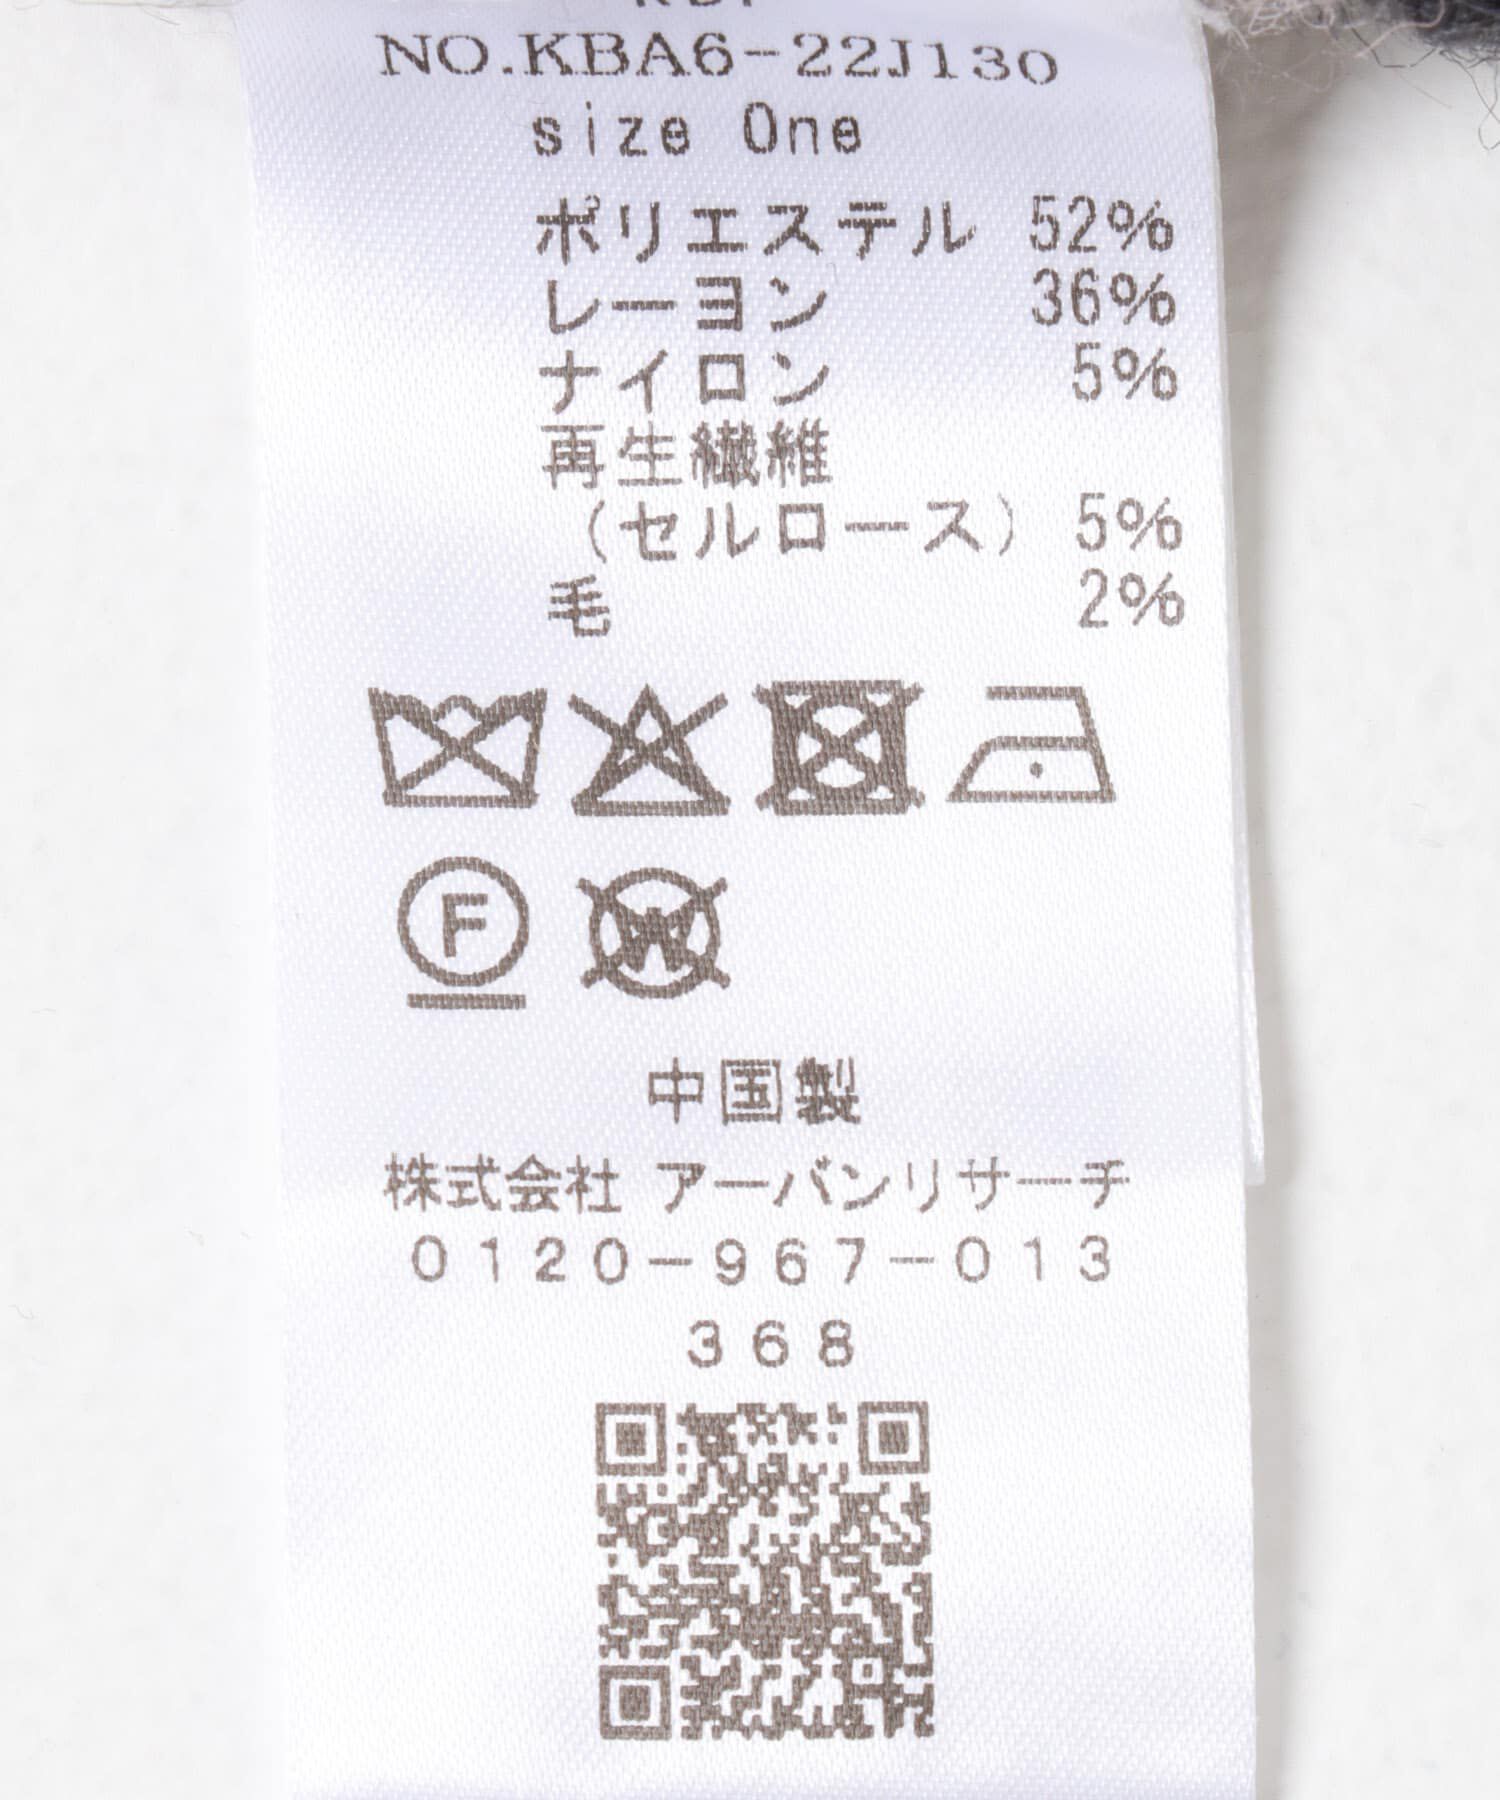 NO.KBA6-22J130
size One
ポリエステル 52%
レーヨン 36%
ナイロン 5%
再生繊維
(セルロース) 5%
毛 2%
F
W
中国製
株式会社 アーバンリサーチ
0120-967-013
368